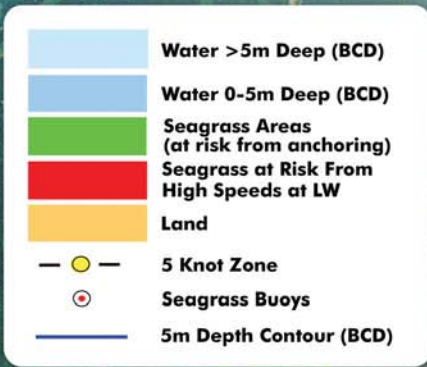 Water >5m Deep (BCD)
Water 0-5m Deep (BCD)
Seagrass Areas
(at risk from anchoring)
Seagrass at Risk From
High Speeds at LW
Land
5 Knot Zone
Seagrass Buoys
5m Depth Contour (BCD)